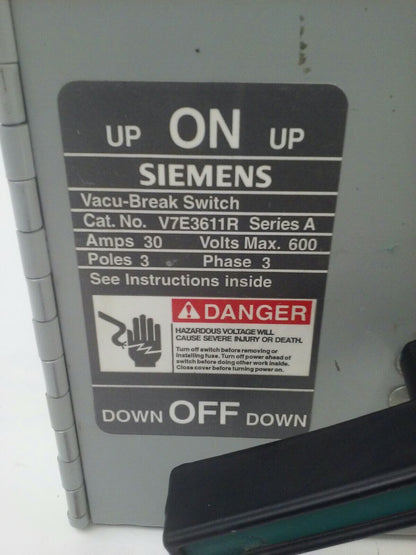 UP ON UP
SIEMENS
Vacu-Break Switch
Cat. No. V7E3611R Series A
Amps 30 Volts Max. 600
Poles 3 Phase 3
See Instructions inside
DANGER
HAZARDOUS VOLTAGE WILL
CAUSE SEVERE INJURY OR DEATH.
Turn off switch before removing or
installing fuse. Turn off power ahead of
switch before doing other work inside.
Close cover before turning power on.
DOWN OFF DOWN